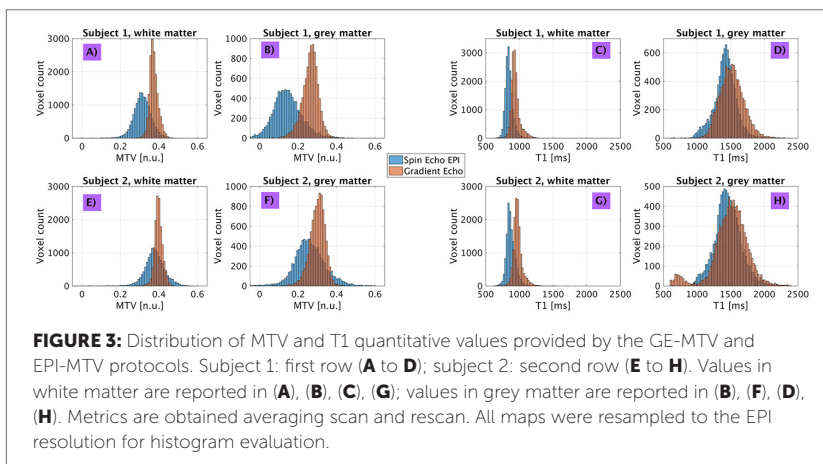 Subject 1, white matter
Subject 1, grey matter
Subject 1, white matter
Subject 1, grey matter
3000
2000
1000
0
Voxel count
A)
0 0.2 0.4 0.6
MTV [n.u.]
1000
800
600
400
200
0
Voxel count
B)
0 0.2 0.4 0.6
MTV [n.u.]
3000
2000
1000
0
Voxel count
C)
500 1000 1500 2000 2500
T1 [ms]
600
400
200
0
Voxel count
D)
500 1000 1500 2000 2500
T1 [ms]
Spin Echo EPI
Gradient Echo
Subject 2, white matter
Subject 2, grey matter
Subject 2, white matter
Subject 2, grey matter
3000
2000
1000
0
Voxel count
E)
0 0.2 0.4 0.6
MTV [n.u.]
1000
800
600
400
200
0
Voxel count
F)
0 0.2 0.4 0.6
MTV [n.u.]
3000
2000
1000
0
Voxel count
G)
500 1000 1500 2000 2500
T1 [ms]
500
400
300
200
100
0
Voxel count
H)
500 1000 1500 2000 2500
T1 [ms]
FIGURE 3: Distribution of MTV and T1 quantitative values provided by the GE-MTV and
EPI-MTV protocols. Subject 1: first row (A to D); subject 2: second row (E to H). Values in
white matter are reported in (A), (B), (C), (G); values in grey matter are reported in (B), (F), (D),
(H). Metrics are obtained averaging scan and rescan. All maps were resampled to the EPI
resolution for histogram evaluation.